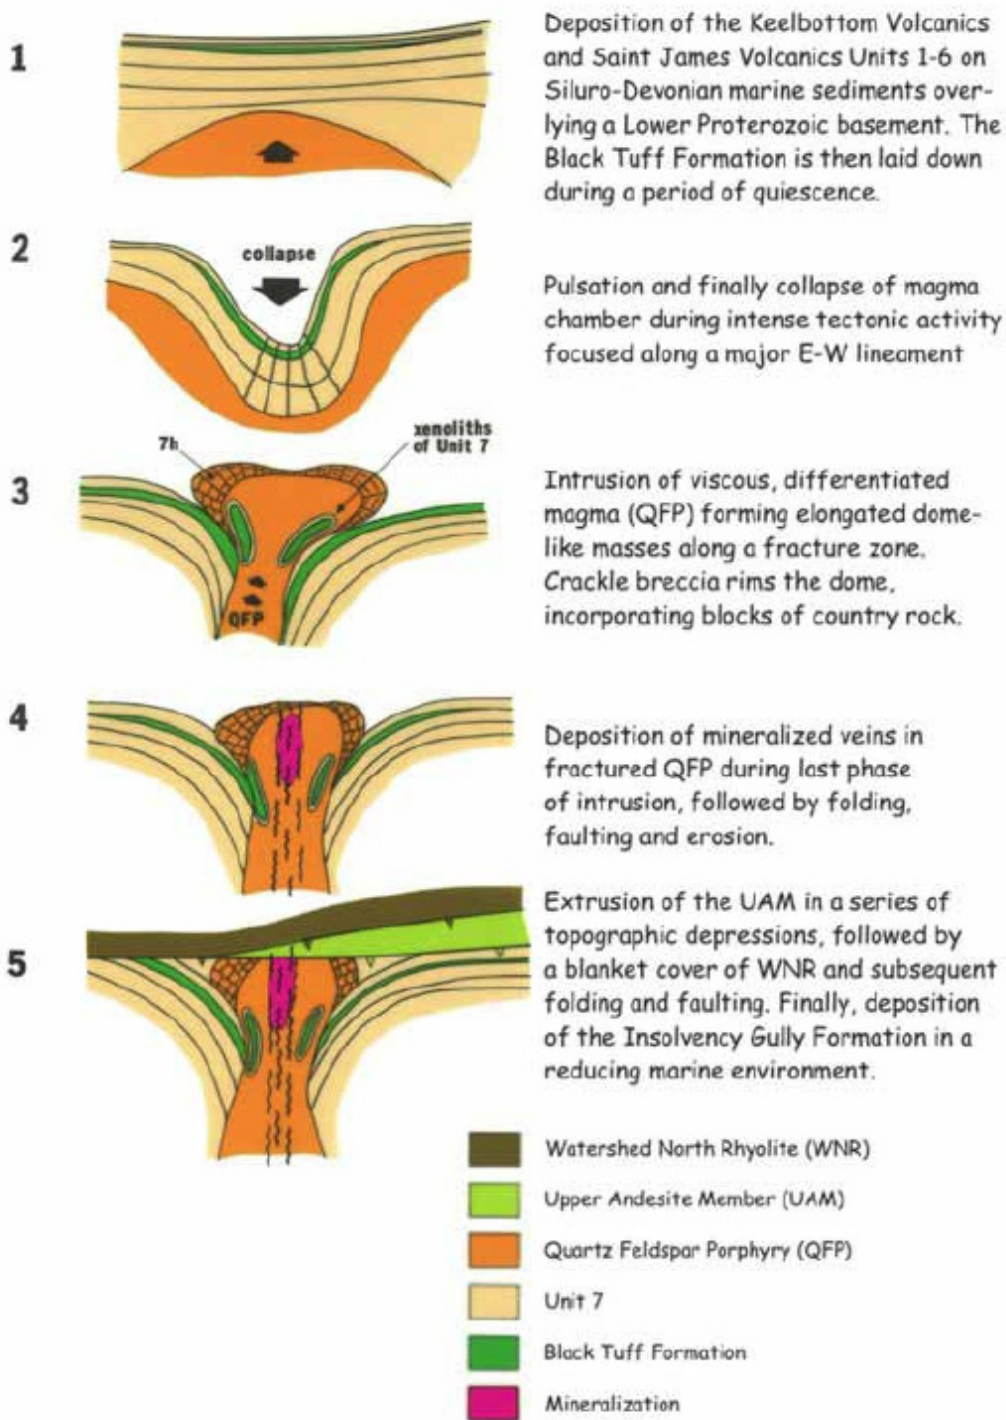 1
Deposition of the Keelbottom Volcanics
and Saint James Volcanics Units 1-6 on
Siluro-Devonian marine sediments over-
lying a Lower Proterozoic basement. The
Black Tuff Formation is then laid down
during a period of quiescence.
2
collapse
Pulsation and finally collapse of magma
chamber during intense tectonic activity
focused along a major E-W lineament
3
7h
xenoliths
of Unit 7
QFP
Intrusion of viscous, differentiated
magma (QFP) forming elongated dome-
like masses along a fracture zone.
Crackle breccia rims the dome,
incorporating blocks of country rock.
4
Deposition of mineralized veins in
fractured QFP during last phase
of intrusion, followed by folding,
faulting and erosion.
5
Extrusion of the UAM in a series of
topographic depressions, followed by
a blanket cover of WNR and subsequent
folding and faulting. Finally, deposition
of the Insolvency Gully Formation in a
reducing marine environment.
Watershed North Rhyolite (WNR)
Upper Andesite Member (UAM)
Quartz Feldspar Porphyry (QFP)
Unit 7
Black Tuff Formation
Mineralization